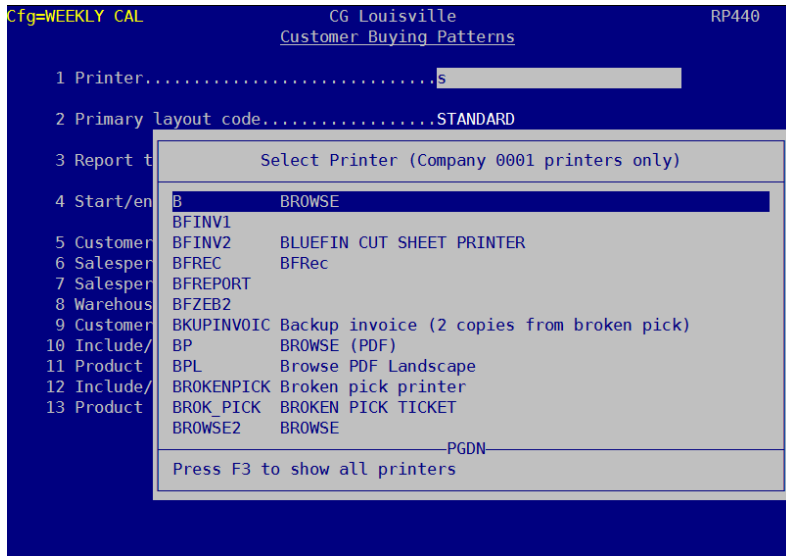 Cfg=WEEKLY CAL CG Louisville RP440
Customer Buying Patterns
1 Printer..............................s
2 Primary layout code..................STANDARD
3 Report t
Select Printer (Company 0001 printers only)
4 Start/en
B BROWSE
BFINV1
5 Customer BFINV2 BLUEFIN CUT SHEET PRINTER
6 Salesper BFREC BFRec
7 Salesper BFREPORT
8 Warehous BFZEB2
9 Customer BKUPINVOIC Backup invoice (2 copies from broken pick)
10 Include/ BP BROWSE (PDF)
11 Product BPL Browse PDF Landscape
12 Include/ BROKENPICK Broken pick printer
13 Product BROK_PICK BROKEN PICK TICKET
BROWSE2 BROWSE
PGDN
Press F3 to show all printers